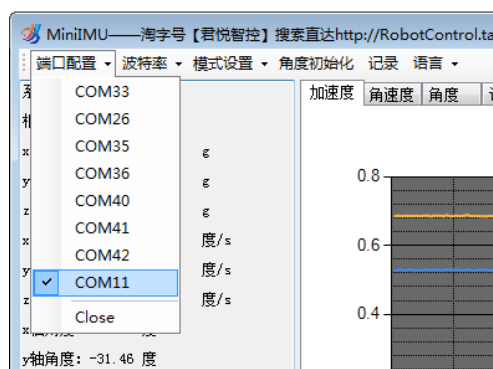 MiniIMU——淘字号【君悦智控】搜索直达http://RobotControl.ta
端口配置 波特率 模式设置 角度初始化 记录 语言
加速度 角速度 角度
COM33
COM26
COM35
COM36
COM40
COM41
COM42
COM11
Close
x g
y g
z g
x 度/s
y 度/s
z 度/s
y轴角度: -31.46 度
0.8
0.6
0.4